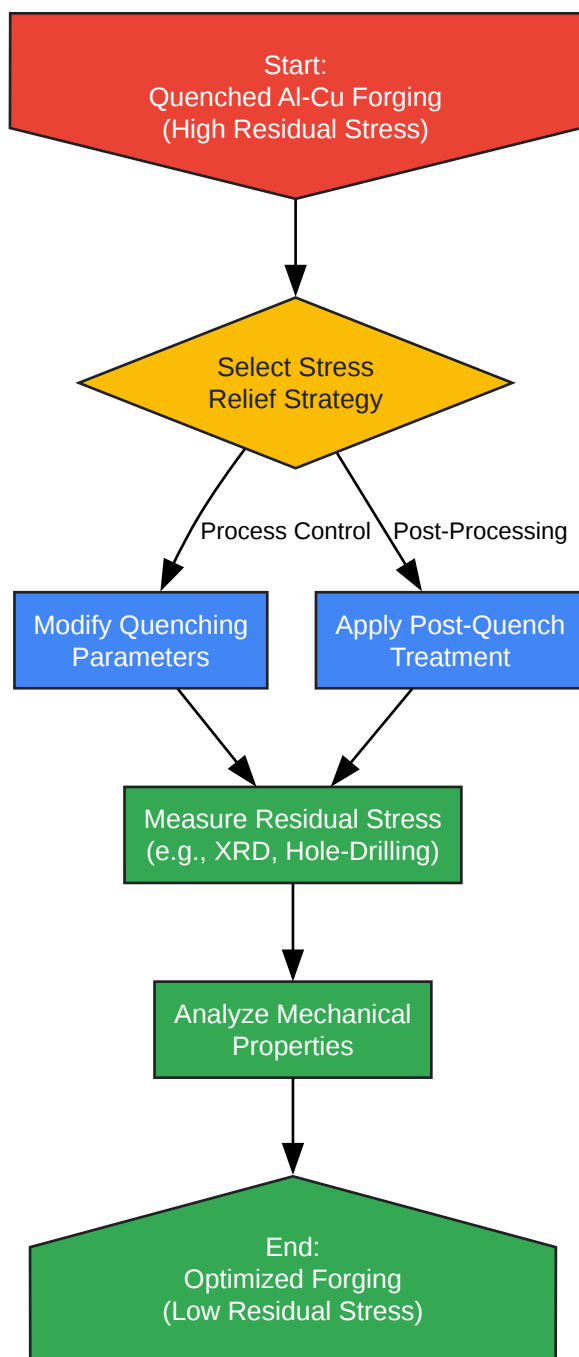 Start:
Quenched Al-Cu Forging
(High Residual Stress)
Select Stress
Relief Strategy
Process Control
Post-Processing
Modify Quenching
Parameters
Apply Post-Quench
Treatment
Measure Residual Stress
(e.g., XRD, Hole-Drilling)
Analyze Mechanical
Properties
End:
Optimized Forging
(Low Residual Stress)